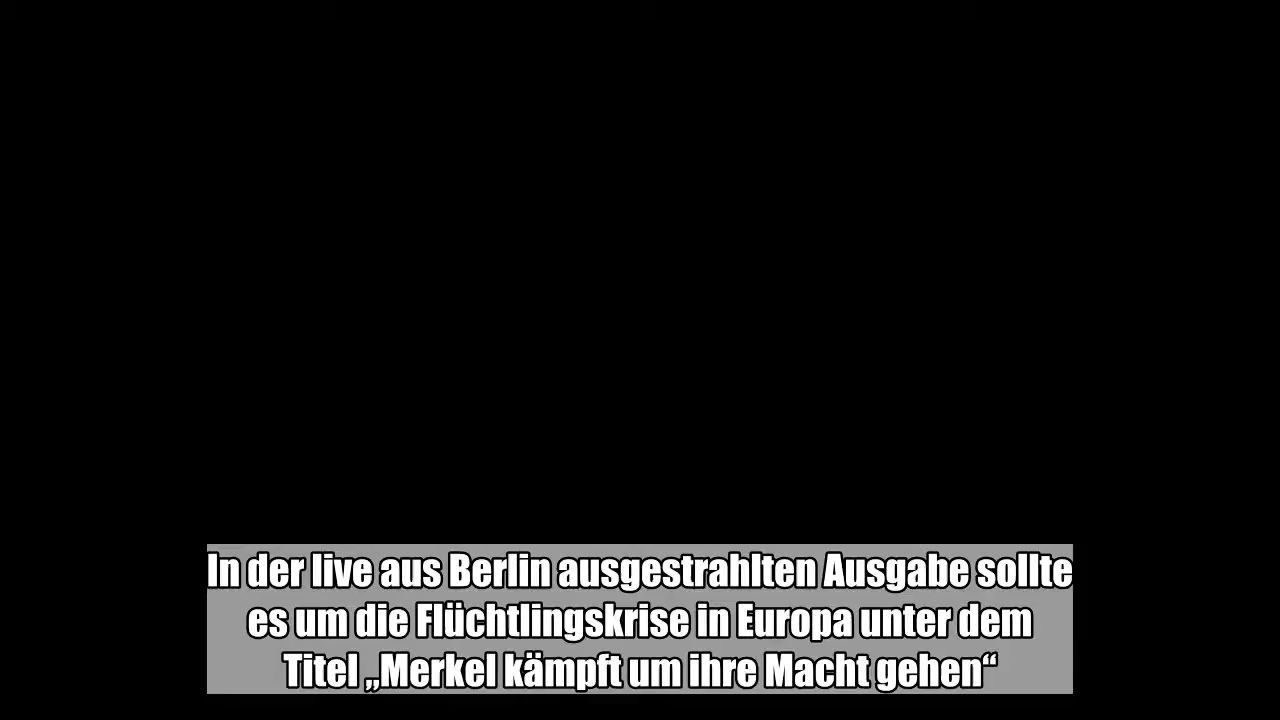 In der live aus Berlin ausgestrahlten Ausgabe sollte
es um die Flüchtlingskrise in Europa unter dem
Titel „Merkel kämpft um ihre Macht gehen“